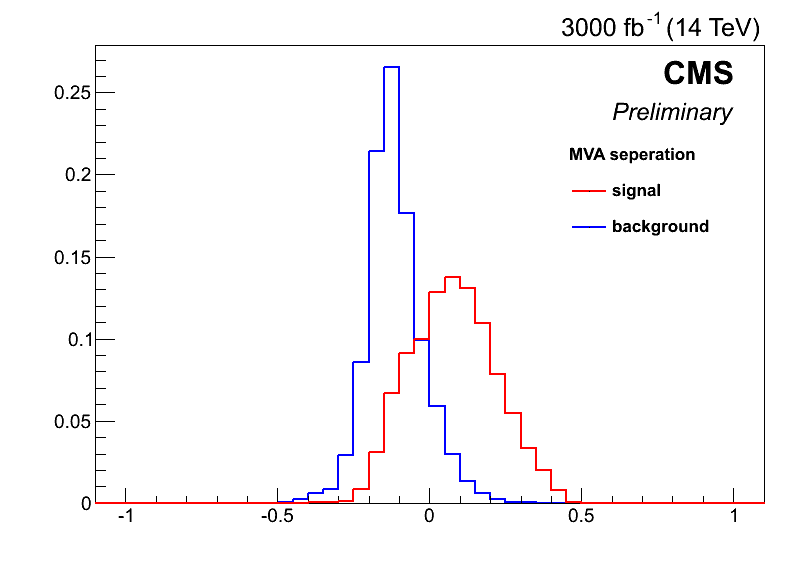 3000 fb⁻¹ (14 TeV)
CMS
Preliminary
MVA seperation
signal
background
0.25
0.2
0.15
0.1
0.05
0
-1
-0.5
0
0.5
1